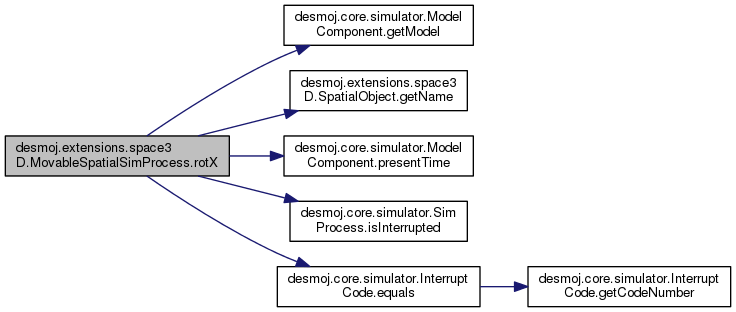 desmoj.core.simulator.Model
Component.getModel
desmoj.extensions.space3
D.SpatialObject.getName
desmoj.extensions.space3
D.MovableSpatialSimProcess.rotX
desmoj.core.simulator.Model
Component.presentTime
desmoj.core.simulator.Sim
Process.isInterrupted
desmoj.core.simulator.Interrupt
Code.equals
desmoj.core.simulator.Interrupt
Code.getCodeNumber